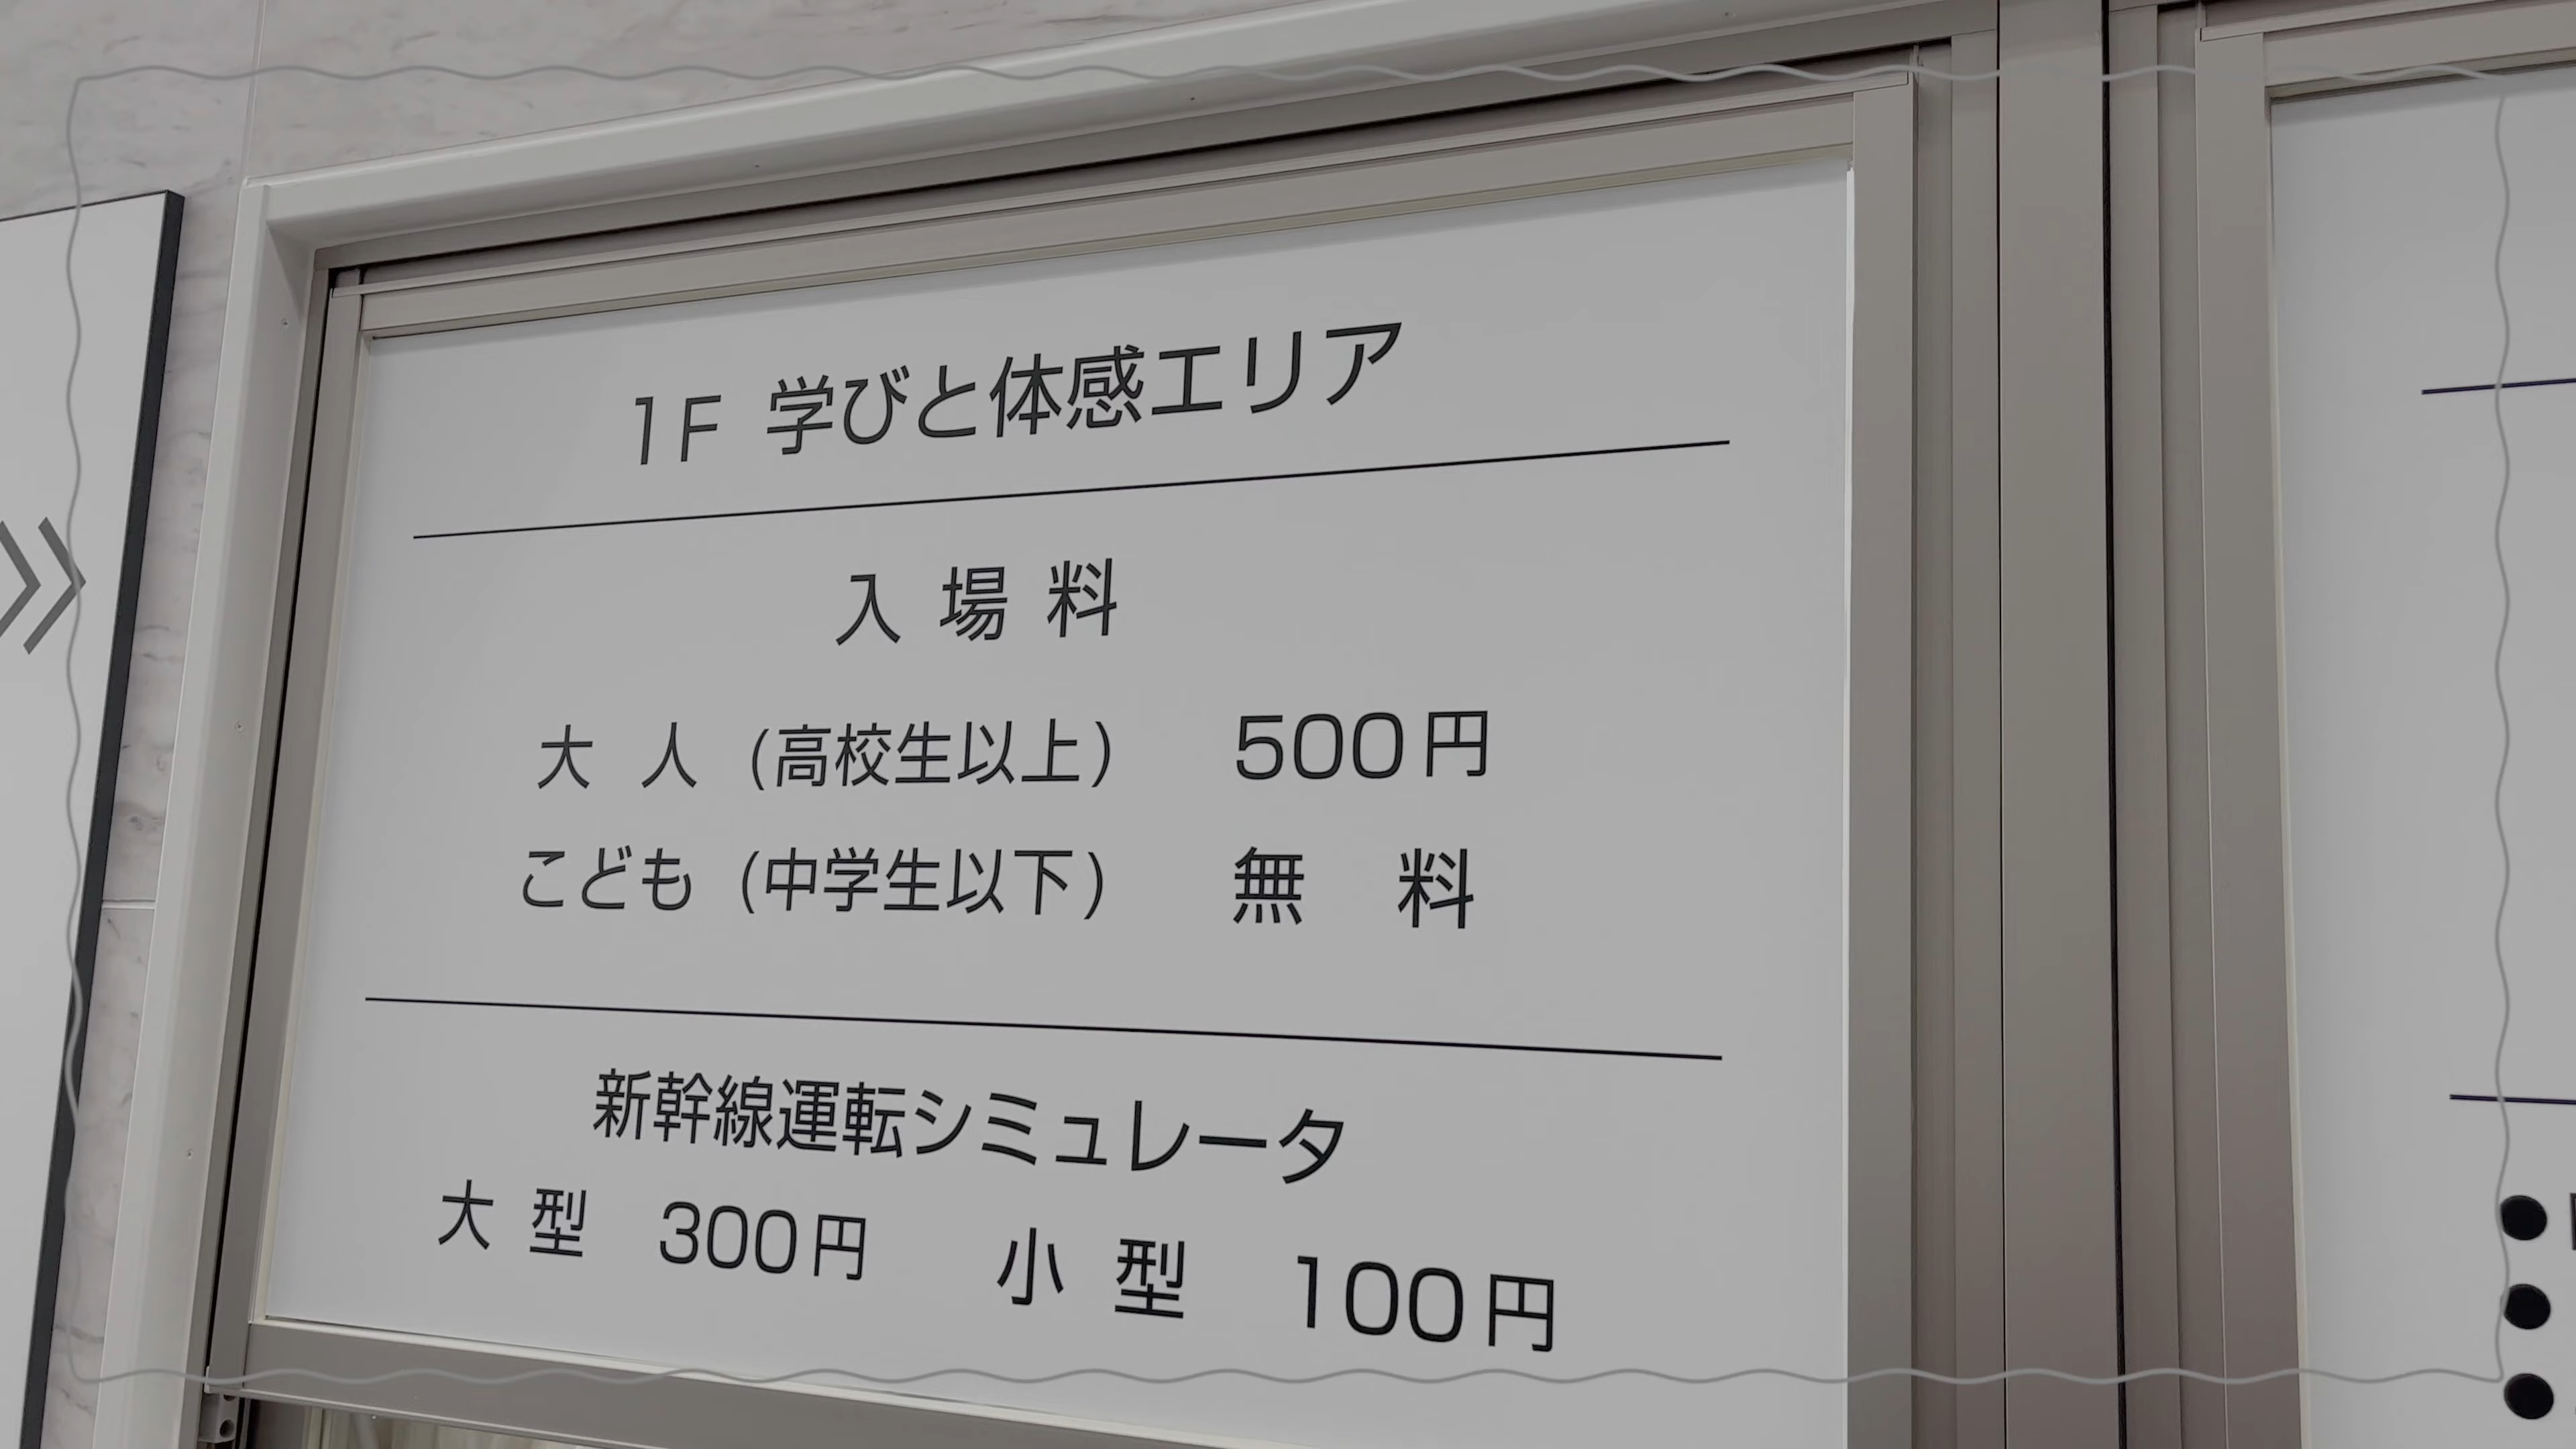 1F 学びと体感エリア
入場料
大人（高校生以上） 500円
こども（中学生以下） 無料
新幹線運転シミュレータ
大型 300円 小型 100円